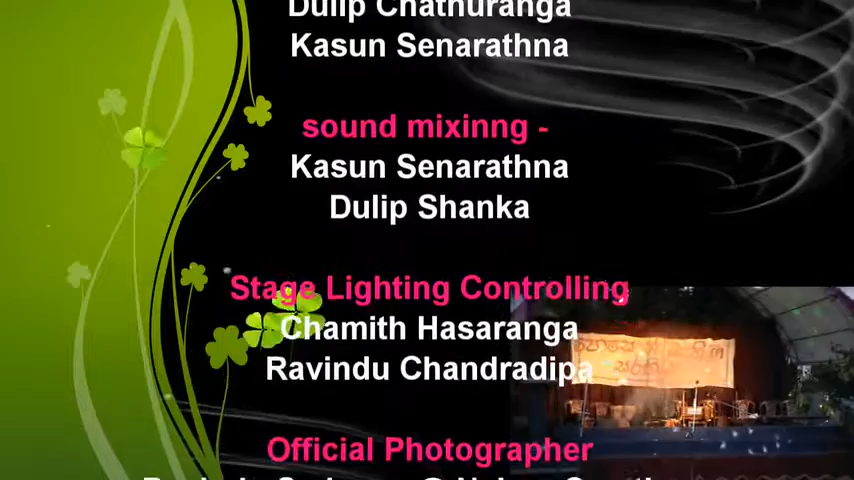 Dulip Chathuranga
Kasun Senarathna
sound mixinng -
Kasun Senarathna
Dulip Shanka
Stage Lighting Controlling
Chamith Hasaranga
Ravindu Chandradipa
Official Photographer